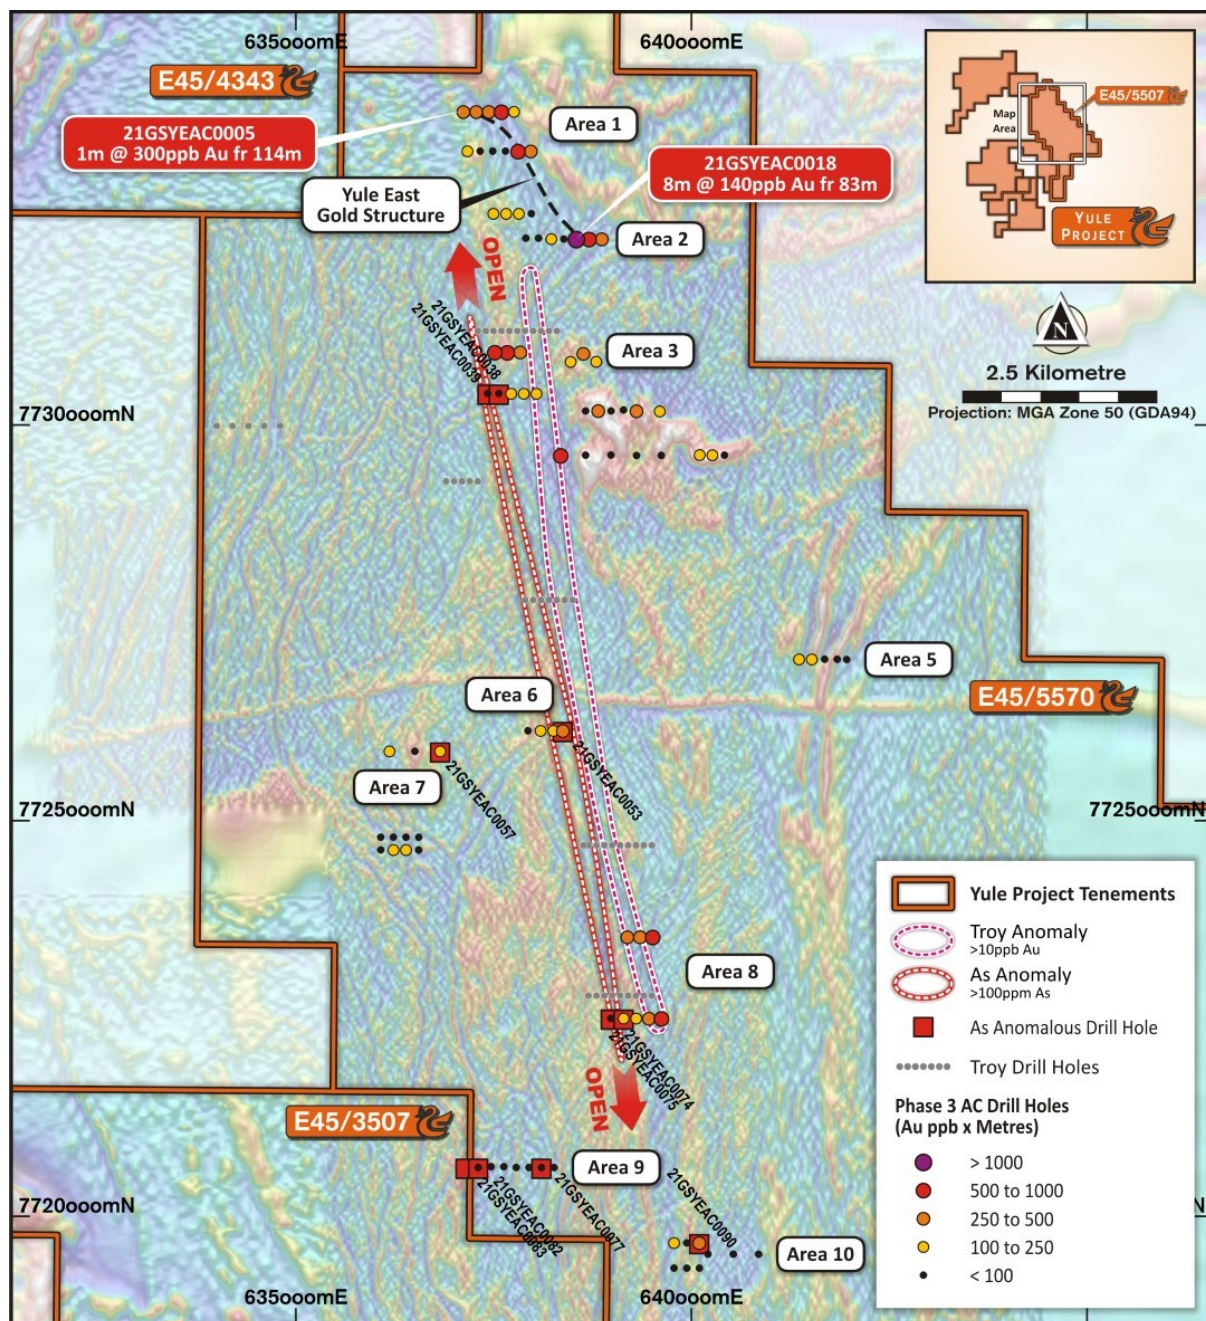 635000mE
640000mE
E45/4343
21GSYEAC0005
1m @ 300ppb Au fr 114m
Area 1
21GSYEAC0018
8m @ 140ppb Au fr 83m
Yule East
Gold Structure
Area 2
OPEN
Map
Area
E45/5507
YULE
PROJECT
N
2.5 Kilometre
Projection: MGA Zone 50 (GDA94)
21GSYEAC0038
21GSYEAC0039
Area 3
7730000mN
Area 5
E45/5570
Area 6
21GSYEAC0053
21GSYEAC0057
Area 7
7725000mN
7725000mN
Area 8
21GSYEAC0074
21GSYEAC0075
OPEN
E45/3507
Area 9
21GSYEAC0082
21GSYEAC0083
21GSYEAC0077
21GSYEAC0090
7720000mN
N
Area 10
635000mE
640000mE
Yule Project Tenements
Troy Anomaly
>10ppb Au
As Anomaly
>100ppm As
As Anomalous Drill Hole
Troy Drill Holes
Phase 3 AC Drill Holes
(Au ppb x Metres)
> 1000
500 to 1000
250 to 500
100 to 250
< 100